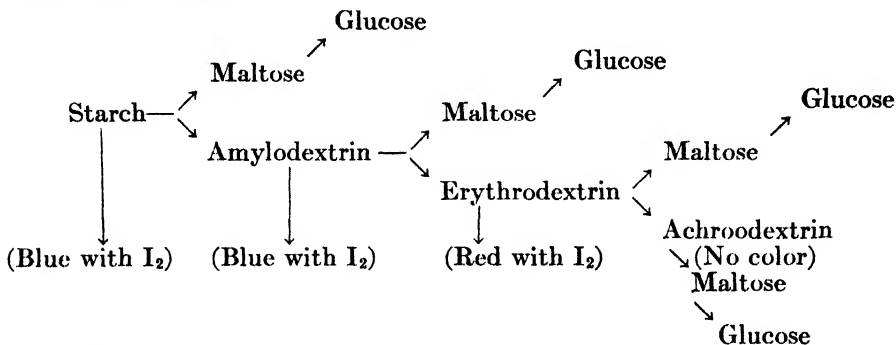 Glucose
Maltose
Glucose
Starch
Maltose
Glucose
Amylodextrin
Maltose
Erythrodextrin
Achroodextrin
(Blue with I₂) (Blue with I₂) (Red with I₂) (No color)
Maltose
Glucose